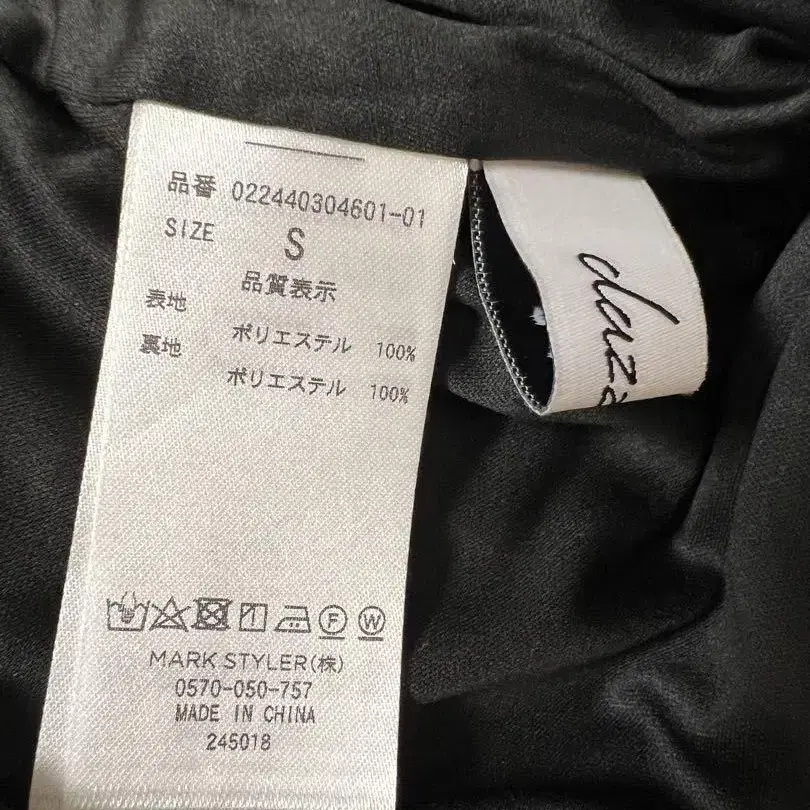 品番 022440304601-01
SIZE S
品質表示
表地 ポリエステル 100%
裏地 ポリエステル 100%
F W
MARK STYLER(株)
0570-050-757
MADE IN CHINA
245018